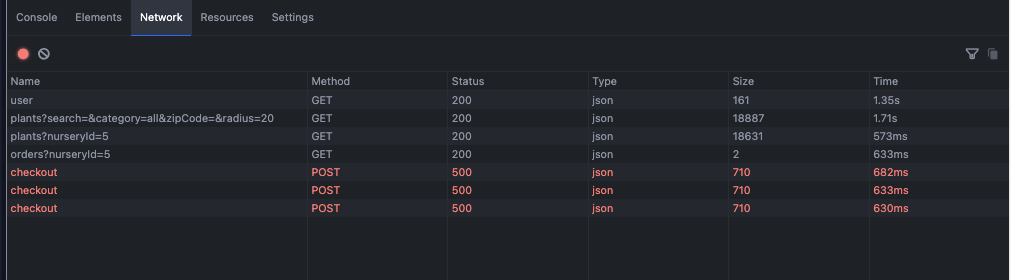 Console Elements Network Resources Settings
Name Method Status Type Size Time
user GET 200 json 161 1.35s
plants?search=&category=all&zipCode=&radius=20 GET 200 json 18887 1.71s
plants?nurseryId=5 GET 200 json 18631 573ms
orders?nurseryId=5 GET 200 json 2 633ms
checkout POST 500 json 710 682ms
checkout POST 500 json 710 633ms
checkout POST 500 json 710 630ms